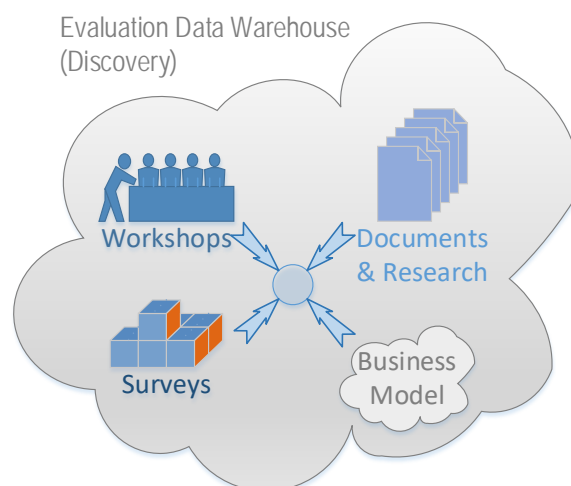 Evaluation Data Warehouse
(Discovery)
Workshops
Documents
& Research
Surveys
Business
Model